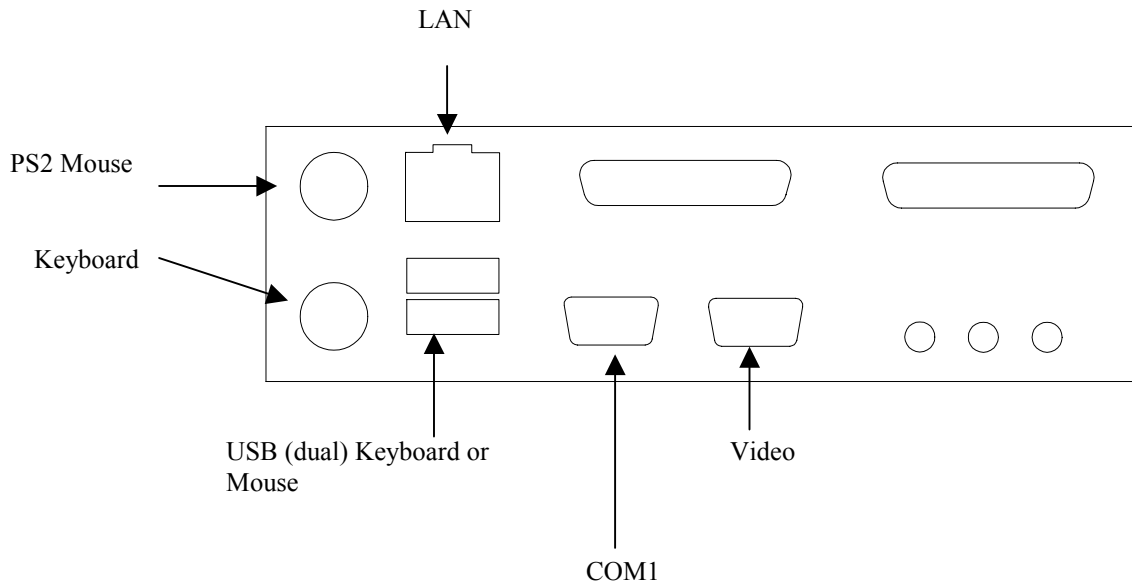 LAN
PS2 Mouse
Keyboard
USB (dual) Keyboard or
Mouse
Video
COM1